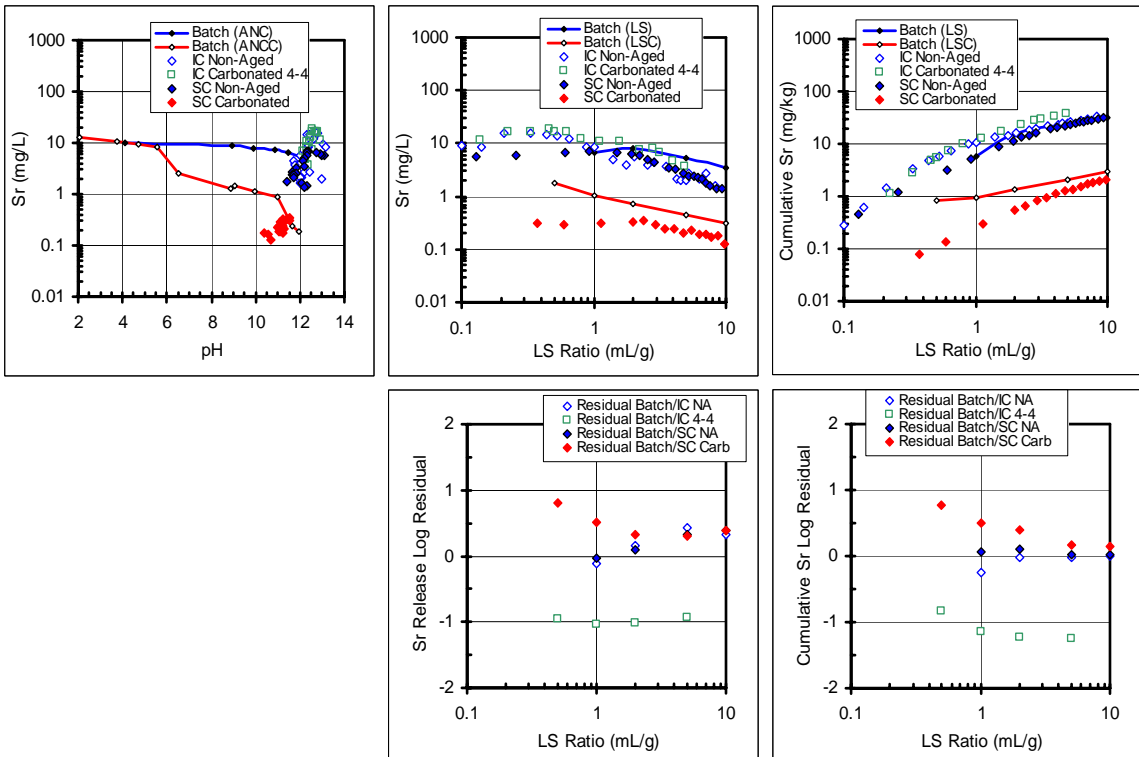 Batch (ANC)
Batch (ANCC)
IC Non-Aged
IC Carbonated 4-4
SC Non-Aged
SC Carbonated
1000
100
10
1
0.1
0.01
Sr (mg/L)
2 4 6 8 10 12 14
pH
Batch (LS)
Batch (LSC)
IC Non-Aged
IC Carbonated 4-4
SC Non-Aged
SC Carbonated
1000
100
10
1
0.1
0.01
Sr (mg/L)
0.1 1 10
LS Ratio (mL/g)
Batch (LS)
Batch (LSC)
IC Non-Aged
IC Carbonated 4-4
SC Non-Aged
SC Carbonated
1000
100
10
1
0.1
0.01
Cumulative Sr (mg/kg)
0.1 1 10
LS Ratio (mL/g)
Residual Batch/IC NA
Residual Batch/IC 4-4
Residual Batch/SC NA
Residual Batch/SC Carb
2
1
0
-1
-2
Sr Release Log Residual
0.1 1 10
LS Ratio (mL/g)
Residual Batch/IC NA
Residual Batch/IC 4-4
Residual Batch/SC NA
Residual Batch/SC Carb
2
1
0
-1
-2
Cumulative Sr Log Residual
0.1 1 10
LS Ratio (mL/g)